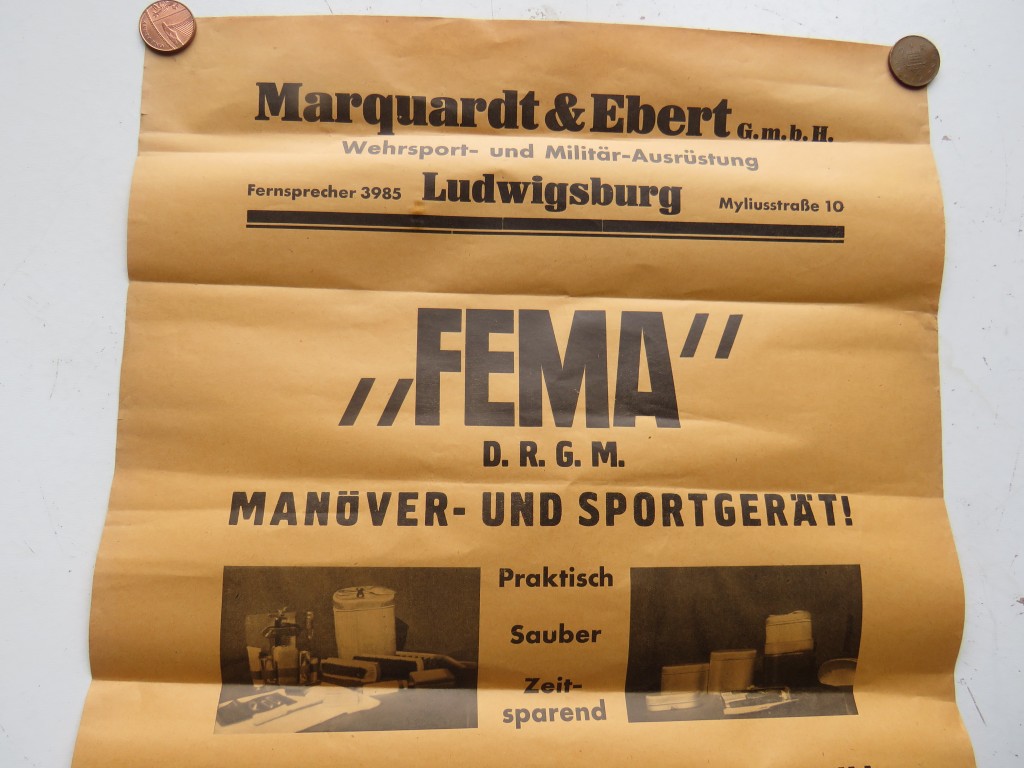 Marquardt & Ebert G.m.b.H.
Wehrsport- und Militär-Ausrüstung
Fernsprecher 3985 Ludwigsburg Myliusstraße 10
„FEMA“
D. R. G. M.
MANÖVER- UND SPORTGERÄT!
Praktisch
Sauber
Zeit-
sparend